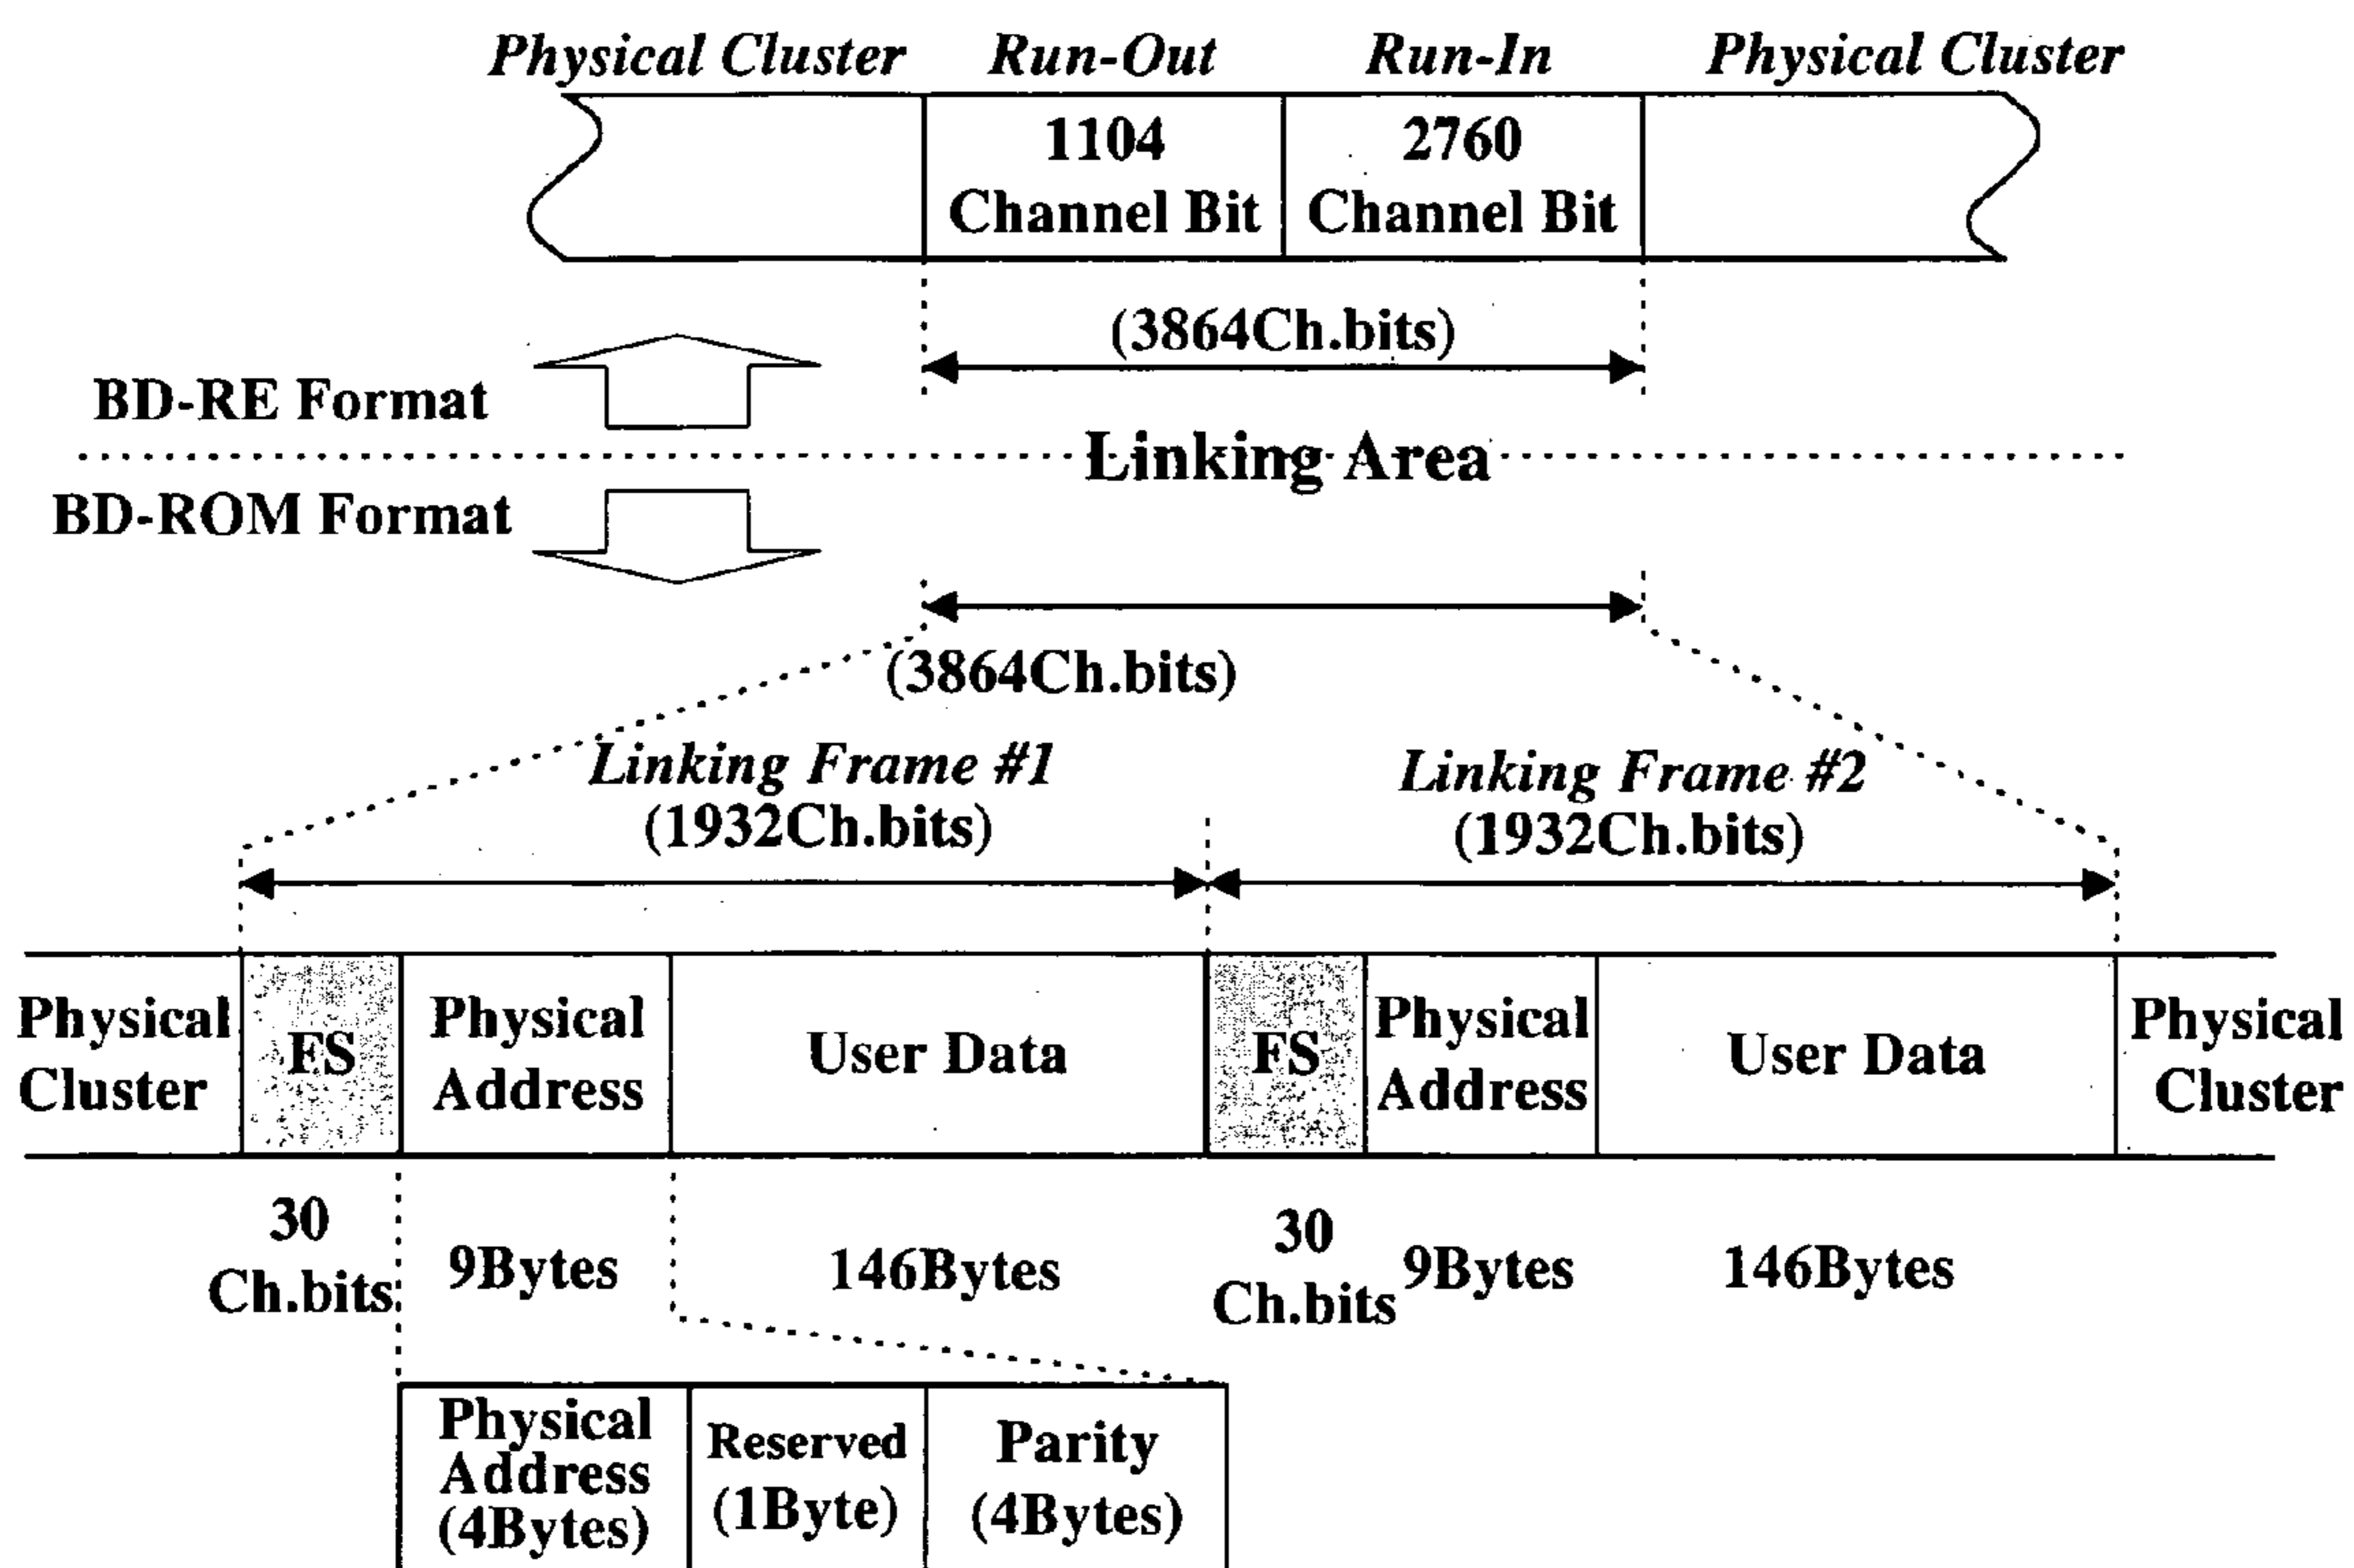 Physical Cluster Run-Out Run-In Physical Cluster
1104 2760
Channel Bit Channel Bit
(3864Ch.bits)
BD-RE Format
Linking Area
BD-ROM Format
(3864Ch.bits)
Linking Frame #1 Linking Frame #2
(1932Ch.bits) (1932Ch.bits)
Physical Cluster
FS
Physical Address
User Data
FS
Physical Address
User Data
Physical Cluster
30 Ch.bits
9Bytes
146Bytes
30 Ch.bits
9Bytes
146Bytes
Physical Address (4Bytes)
Reserved (1Byte)
Parity (4Bytes)